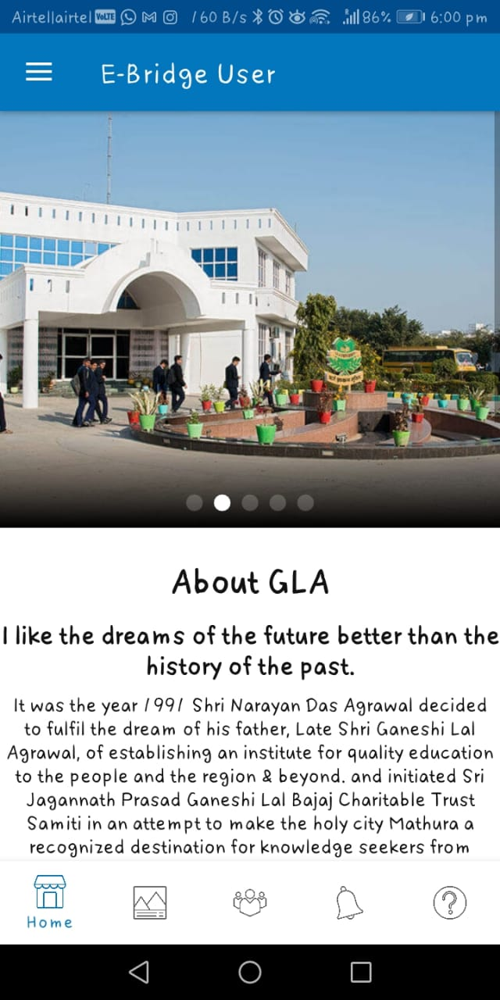 Airtel|airtel VoLTE 160 B/s 86% 6:00 pm
E-Bridge User
About GLA
I like the dreams of the future better than the
history of the past.
It was the year 1991 Shri Narayan Das Agrawal decided
to fulfil the dream of his father, Late Shri Ganeshi Lal
Agrawal, of establishing an institute for quality education
to the people and the region & beyond. and initiated Sri
Jagannath Prasad Ganeshi Lal Bajaj Charitable Trust
Samiti in an attempt to make the holy city Mathura a
recognized destination for knowledge seekers from
Home